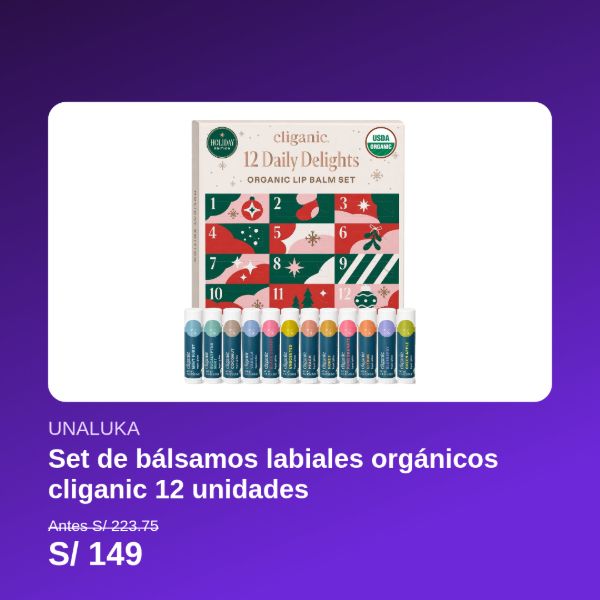 HOLIDAY
EDITION
cliganic
12 Daily Delights
ORGANIC LIP BALM SET
USDA
ORGANIC
1 2 3
4 5 6
7 8 9
10 11 12
UNALUKA
Set de bálsamos labiales orgánicos
cliganic 12 unidades
Antes S/ 223.75
S/ 149